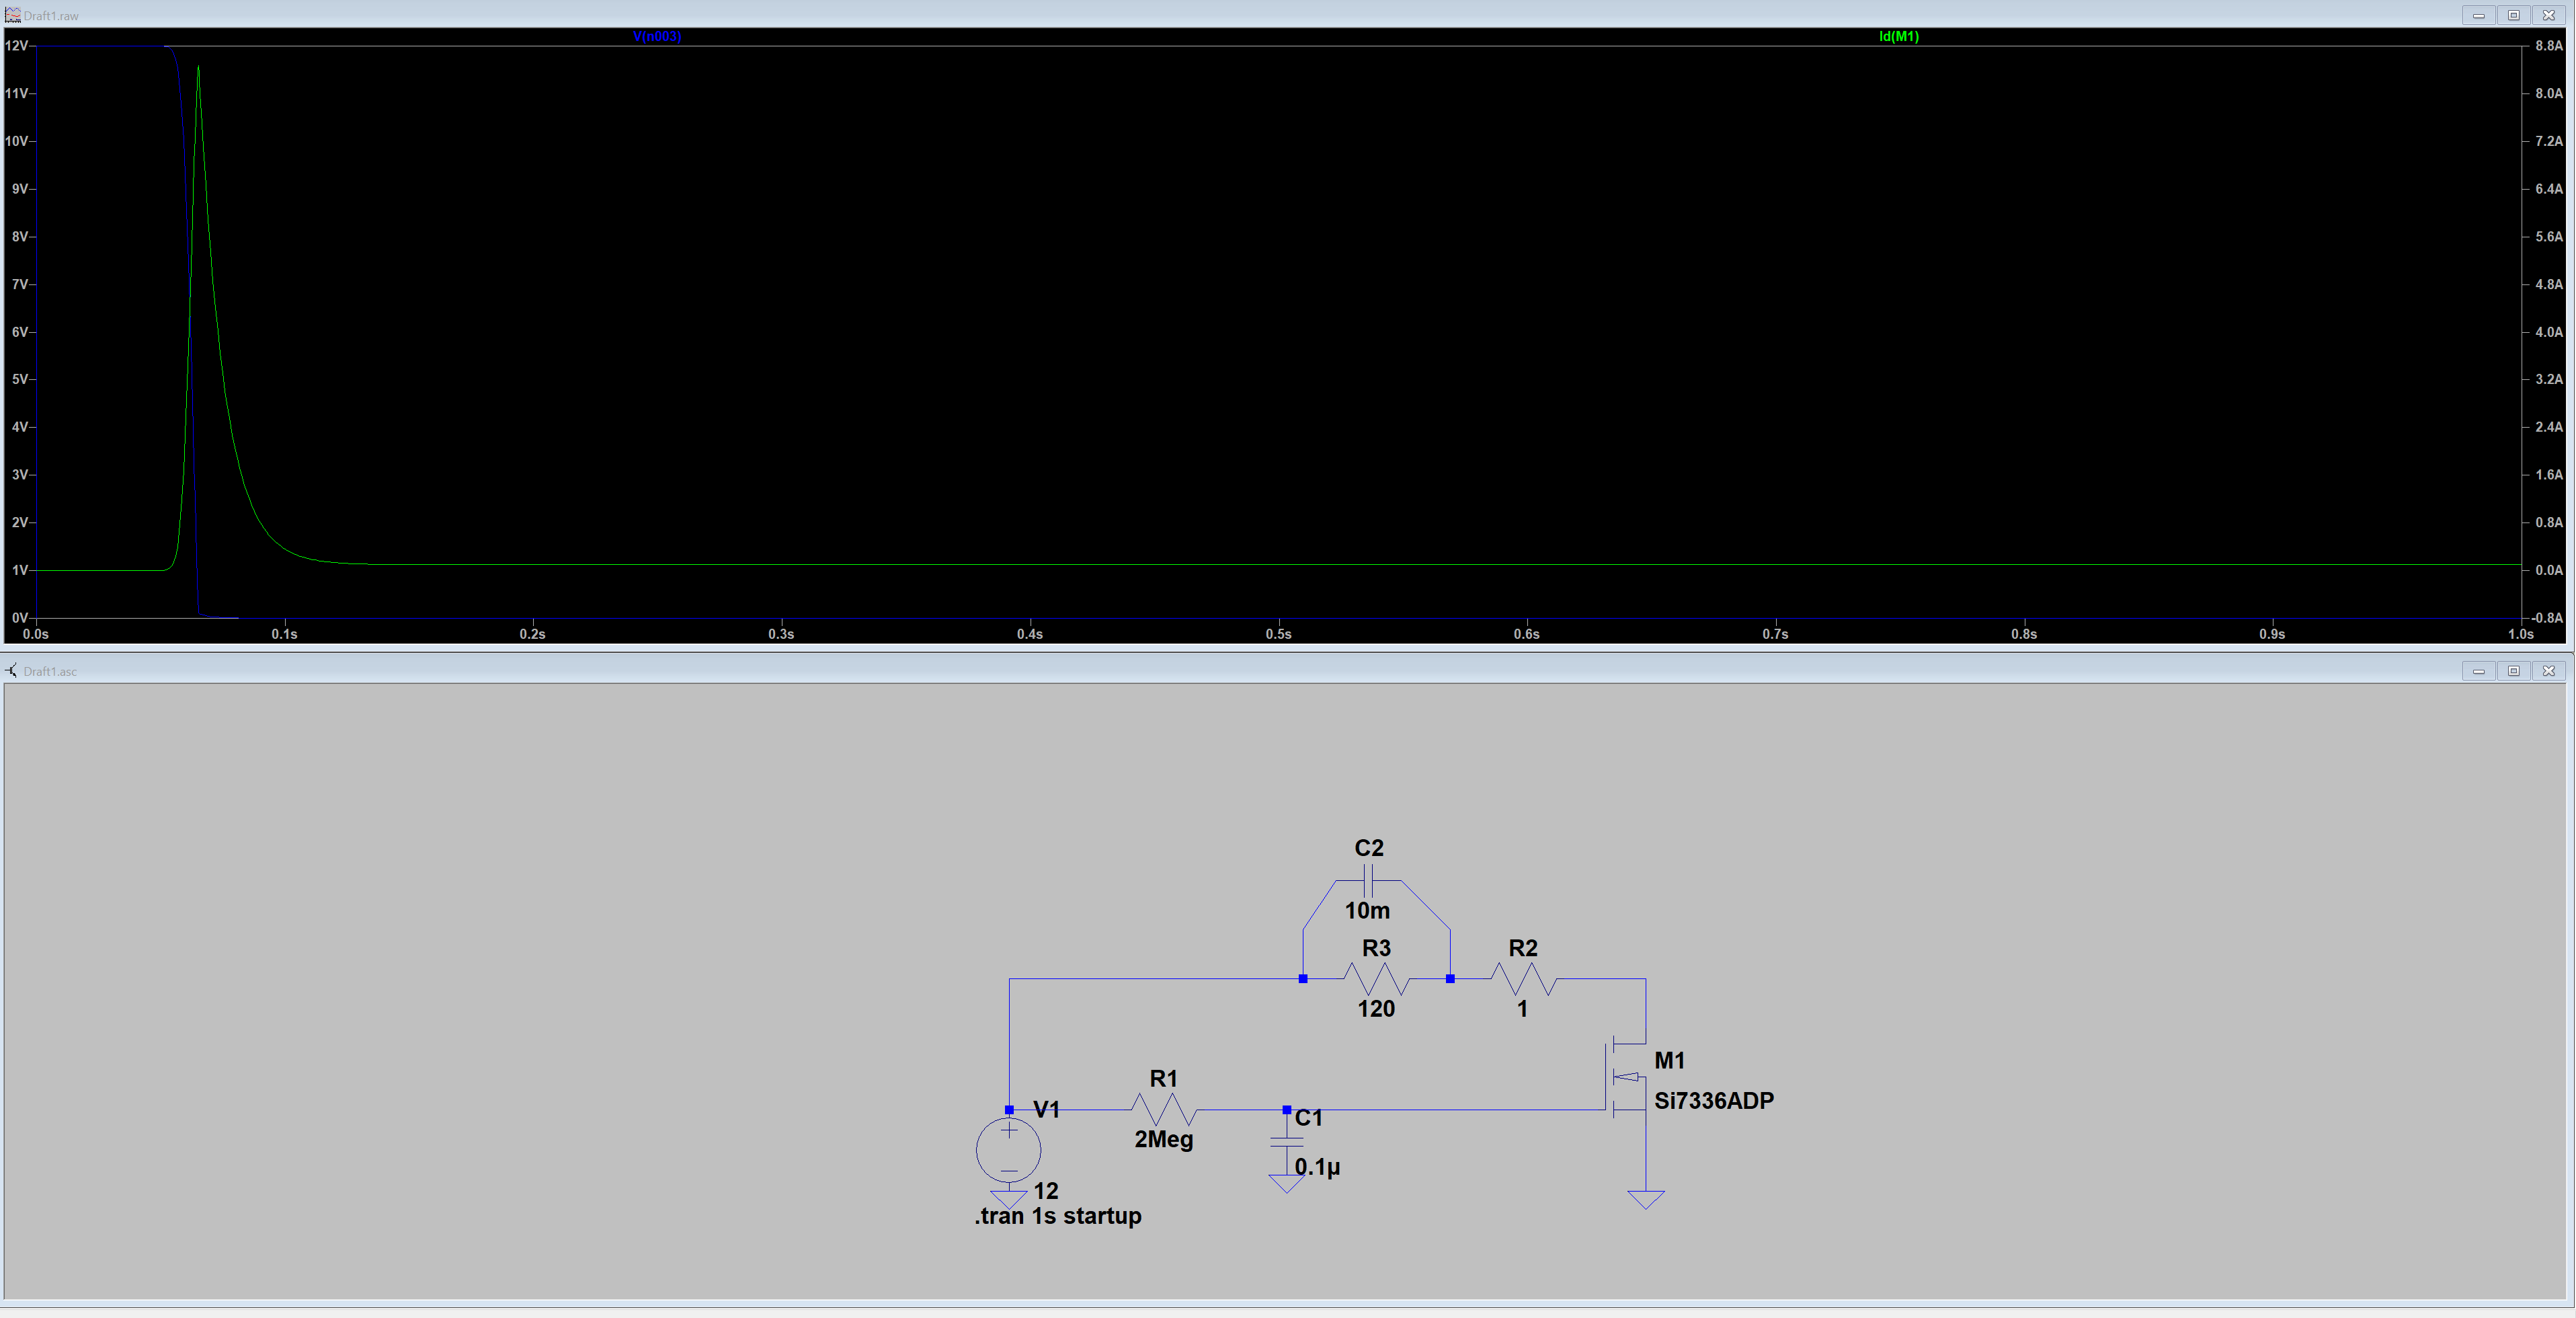 Draft1.raw
V(n003)
Id(M1)
12V
11V
10V
9V
8V
7V
6V
5V
4V
3V
2V
1V
0V
8.8A
8.0A
7.2A
6.4A
5.6A
4.8A
4.0A
3.2A
2.4A
1.6A
0.8A
0.0A
-0.8A
0.0s
0.1s
0.2s
0.3s
0.4s
0.5s
0.6s
0.7s
0.8s
0.9s
1.0s
Draft1.asc
C2
10m
R3
120
R2
1
M1
Si7336ADP
R1
2Meg
C1
0.1µ
V1
12
.tran 1s startup